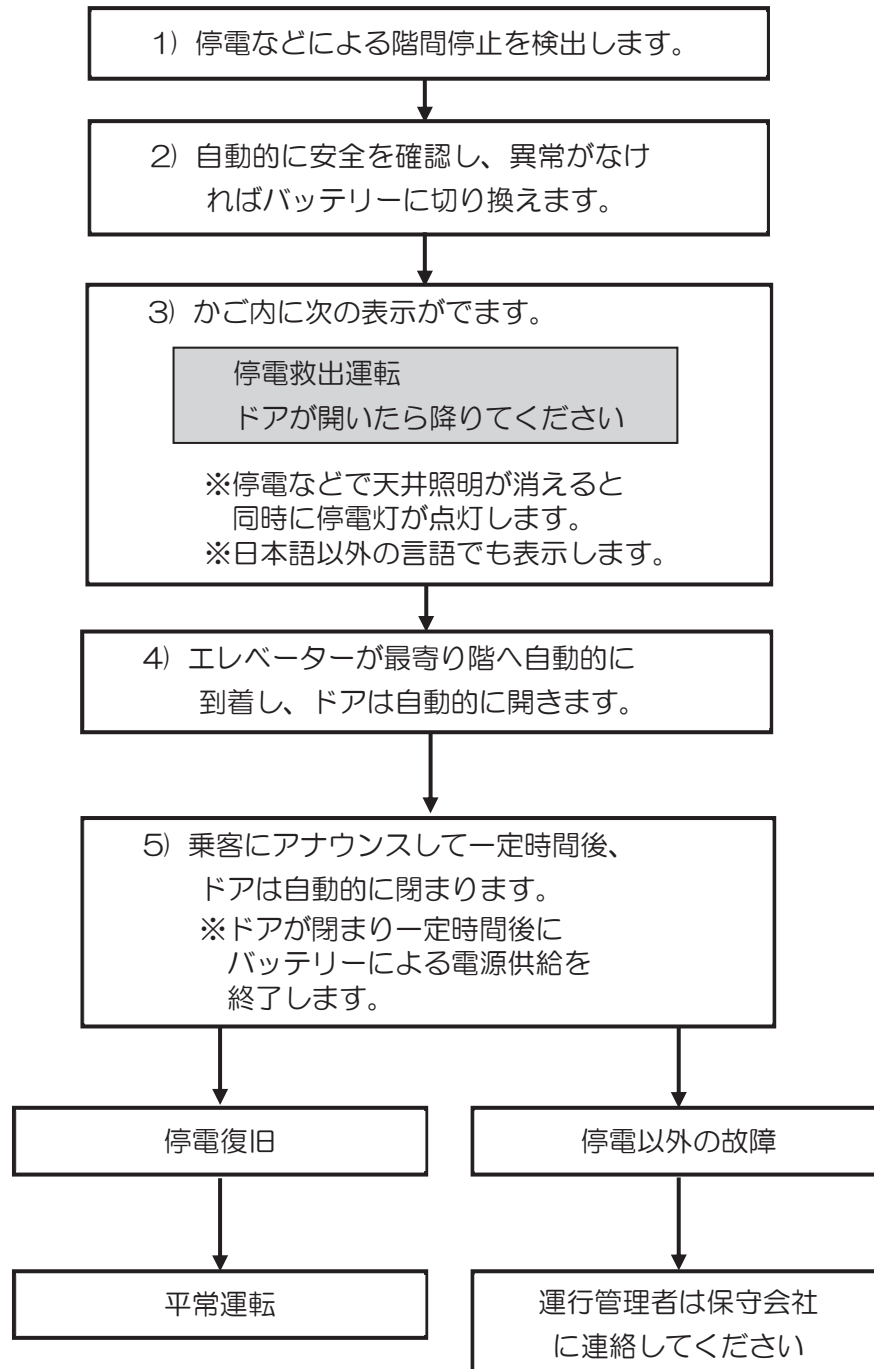 1) 停電などによる階間停止を検出します。
2) 自動的に安全を確認し、異常がなけ
ればバッテリーに切り換えます。
3) かご内に次の表示がでます。
停電救出運転
ドアが開いたら降りてください
※停電などで天井照明が消えると
同時に停電灯が点灯します。
※日本語以外の言語でも表示します。
4) エレベーターが最寄り階へ自動的に
到着し、ドアは自動的に開きます。
5) 乗客にアナウンスして一定時間後、
ドアは自動的に閉まります。
※ドアが閉まり一定時間後に
バッテリーによる電源供給を
終了します。
停電復旧
停電以外の故障
平常運転
運行管理者は保守会社
に連絡してください